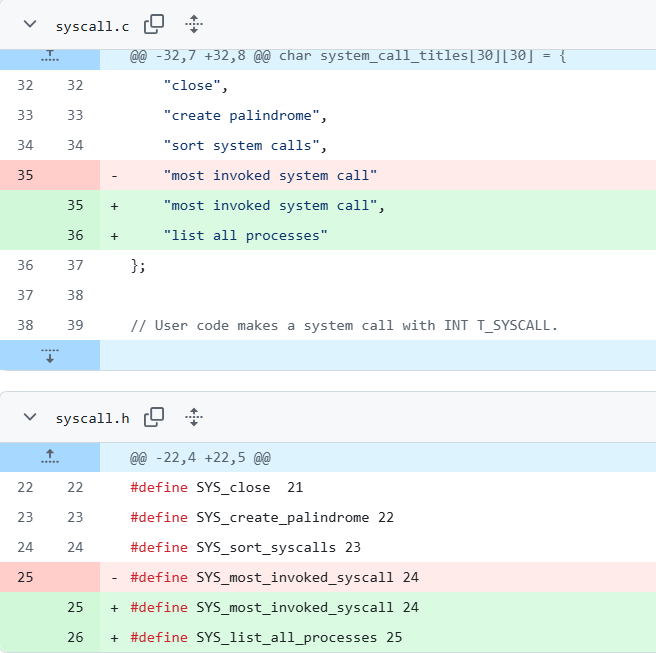 syscall.c
@@ -32,7 +32,8 @@ char system_call_titles[30][30] = {
32 32 "close",
33 33 "create palindrome",
34 34 "sort system calls",
35 - "most invoked system call"
35 + "most invoked system call",
36 + "list all processes"
36 37 };
37 38
38 39 // User code makes a system call with INT T_SYSCALL.
syscall.h
@@ -22,4 +22,5 @@
22 22 #define SYS_close  21
23 23 #define SYS_create_palindrome 22
24 24 #define SYS_sort_syscalls 23
25 - #define SYS_most_invoked_syscall 24
25 + #define SYS_most_invoked_syscall 24
26 + #define SYS_list_all_processes 25